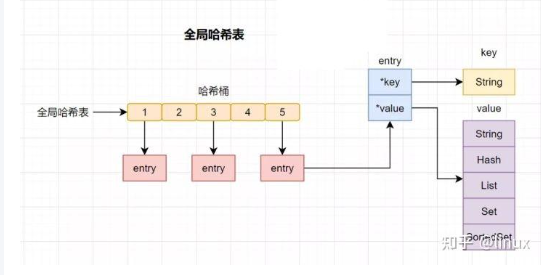 全局哈希表
entry
key
*key
String
哈希桶
全局哈希表
1 2 3 4 5
*value
value
String
entry
entry
entry
Hash
List
Set
SortedSet
知乎 @linux